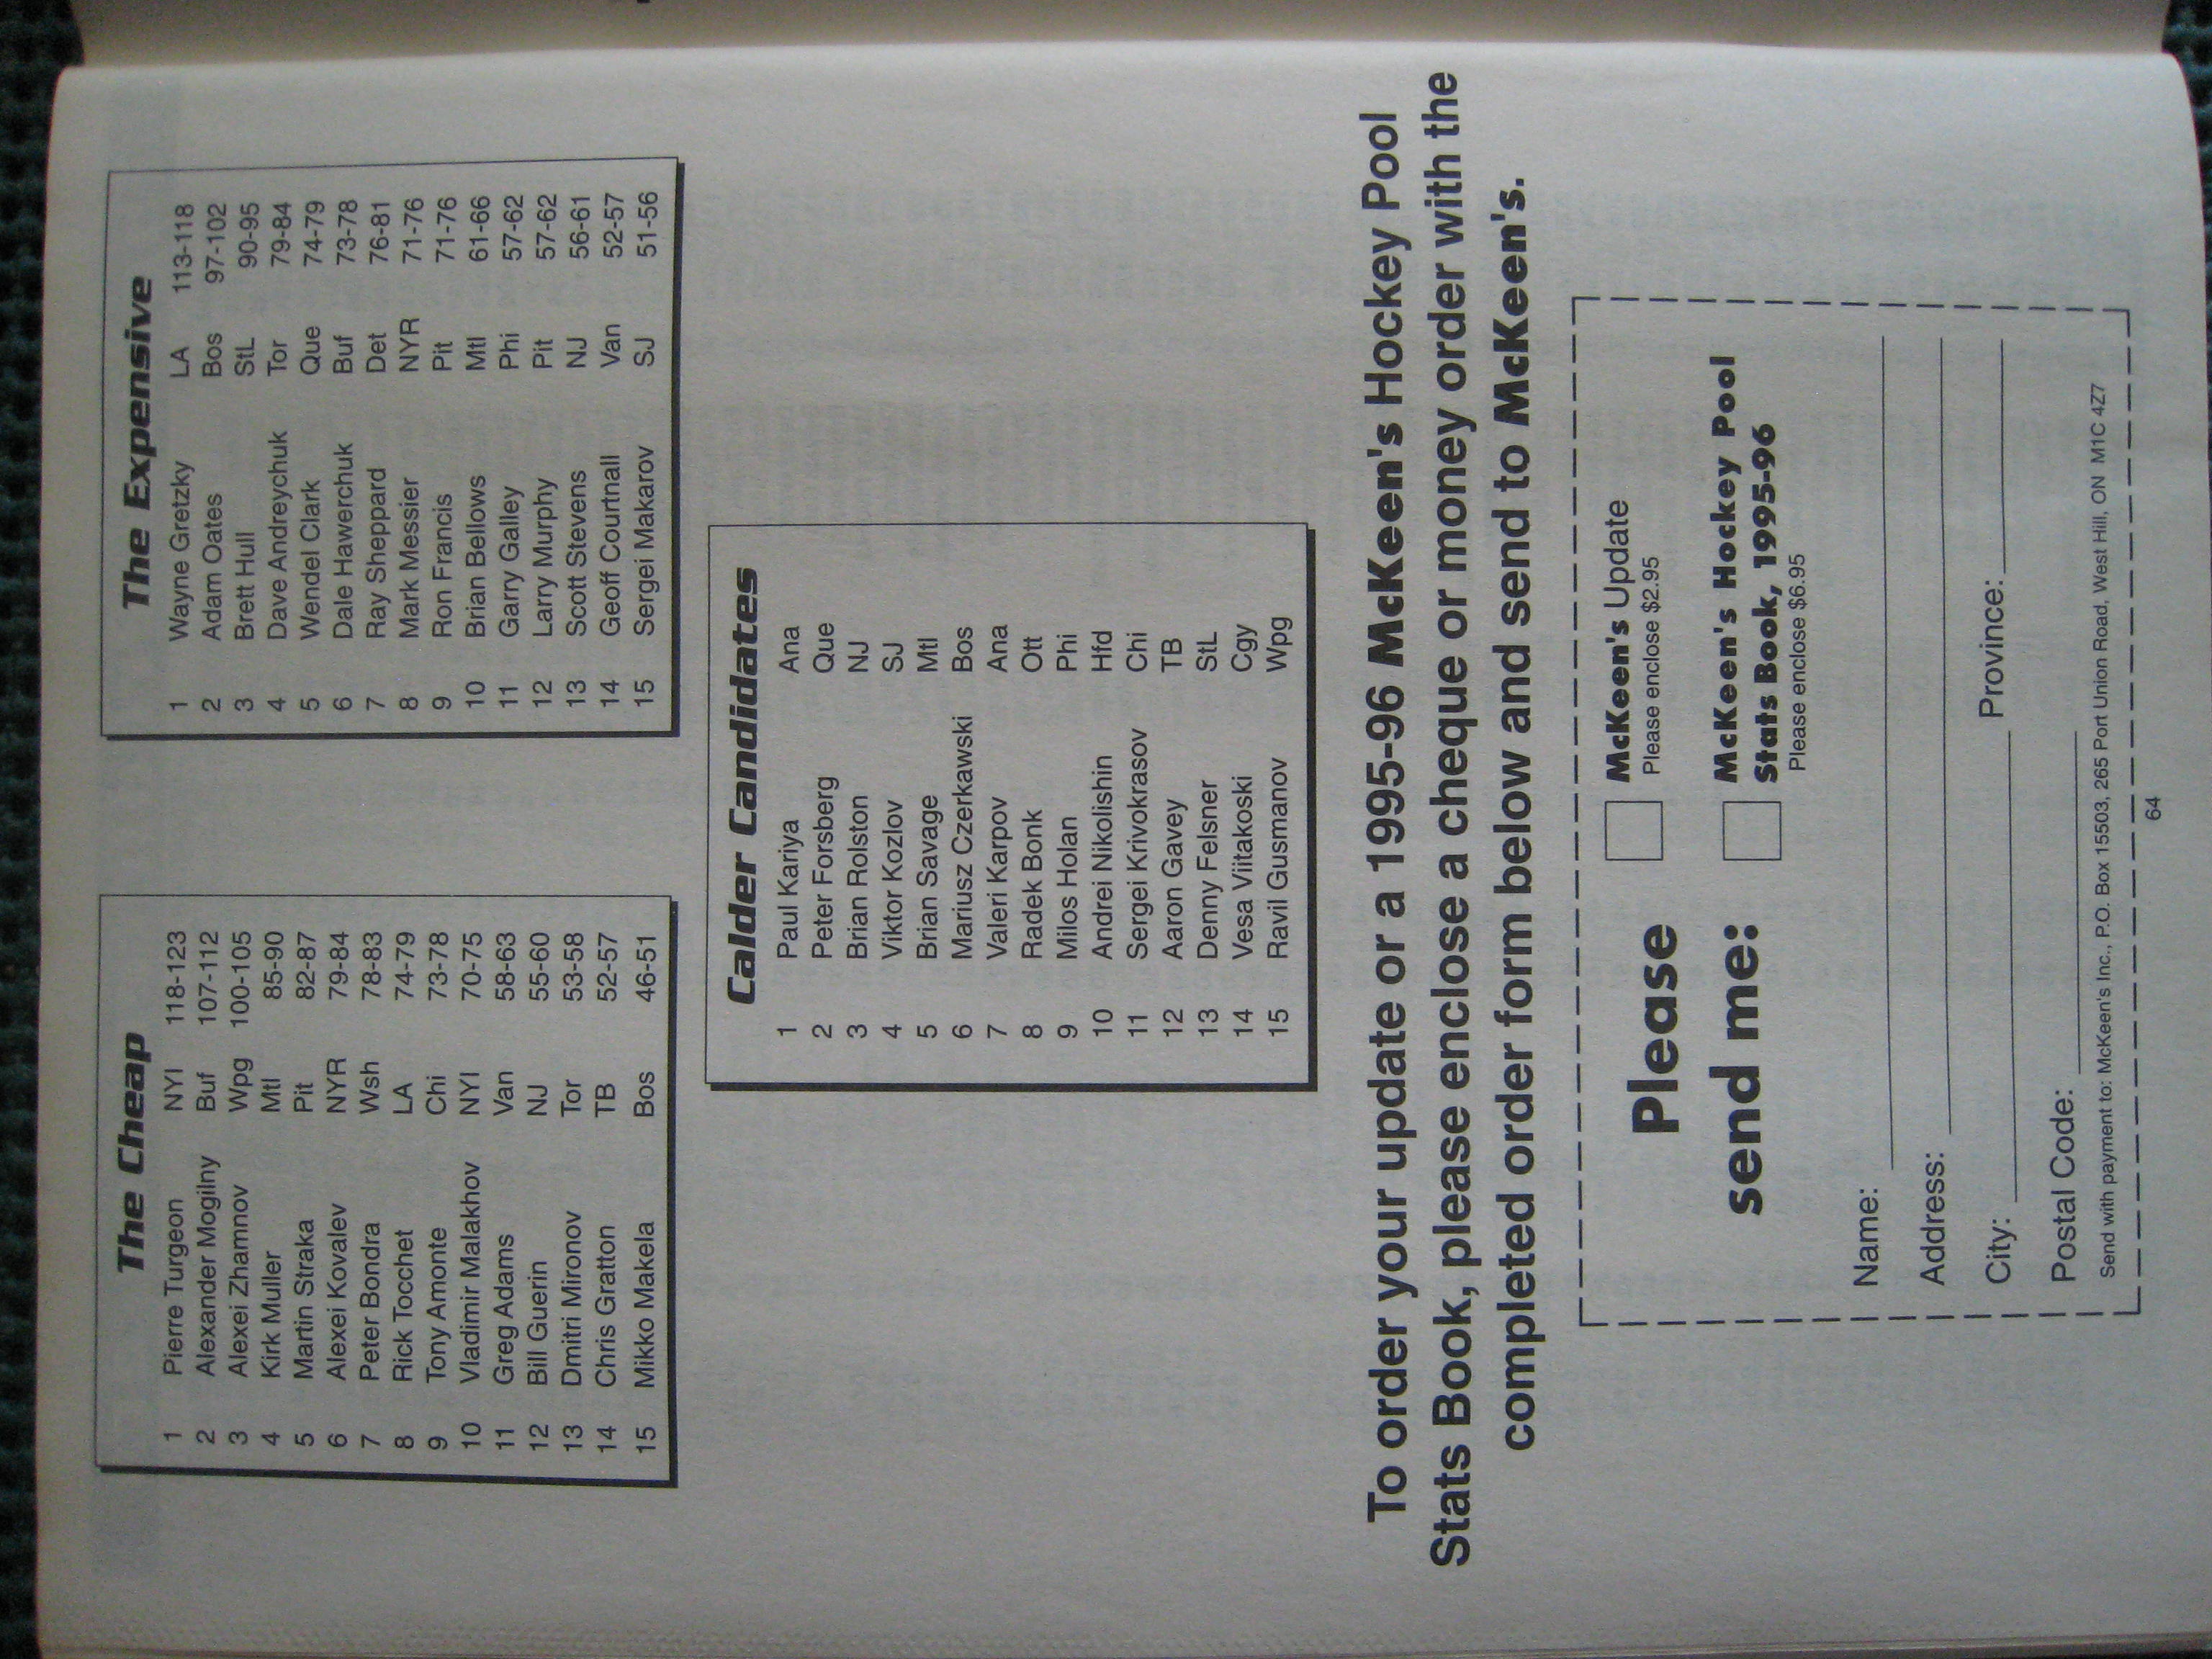 The Cheap
1 Pierre Turgeon NYI 118-123
2 Alexander Mogilny Buf 107-112
3 Alexei Zhamnov Wpg 100-105
4 Kirk Muller Mtl 85-90
5 Martin Straka Pit 82-87
6 Alexei Kovalev NYR 79-84
7 Peter Bondra Wsh 78-83
8 Rick Tocchet LA 74-79
9 Tony Amonte Chi 73-78
10 Vladimir Malakhov NYI 70-75
11 Greg Adams Van 58-63
12 Bill Guerin NJ 55-60
13 Dmitri Mironov Tor 53-58
14 Chris Gratton TB 52-57
15 Mikko Makela Bos 46-51
The Expensive
1 Wayne Gretzky LA 113-118
2 Adam Oates Bos 97-102
3 Brett Hull StL 90-95
4 Dave Andreychuk Tor 79-84
5 Wendel Clark Que 74-79
6 Dale Hawerchuk Buf 73-78
7 Ray Sheppard Det 76-81
8 Mark Messier NYR 71-76
9 Ron Francis Pit 71-76
10 Brian Bellows Mtl 61-66
11 Garry Galley Phi 57-62
12 Larry Murphy Pit 57-62
13 Scott Stevens NJ 56-61
14 Geoff Courtnall Van 52-57
15 Sergei Makarov SJ 51-56
Calder Candidates
1 Paul Kariya Ana
2 Peter Forsberg Que
3 Brian Rolston NJ
4 Viktor Kozlov SJ
5 Brian Savage Mtl
6 Mariusz Czerkawski Bos
7 Valeri Karpov Ana
8 Radek Bonk Ott
9 Milos Holan Phi
10 Andrei Nikolishin Hfd
11 Sergei Krivokrasov Chi
12 Aaron Gavey TB
13 Denny Felsner StL
14 Vesa Viitakoski Cgy
15 Ravil Gusmanov Wpg
To order your update or a 1995-96 McKeen's Hockey Pool
Stats Book, please enclose a cheque or money order with the
completed order form below and send to McKeen's.
Please
send me:
McKeen's Update
Please enclose $2.95
McKeen's Hockey Pool
Stats Book, 1995-96
Please enclose $6.95
Name:
Address:
City: Province:
Postal Code:
Send with payment to: McKeen's Inc., P.O. Box 15503, 265 Port Union Road, West Hill, ON M1C 4Z7
64